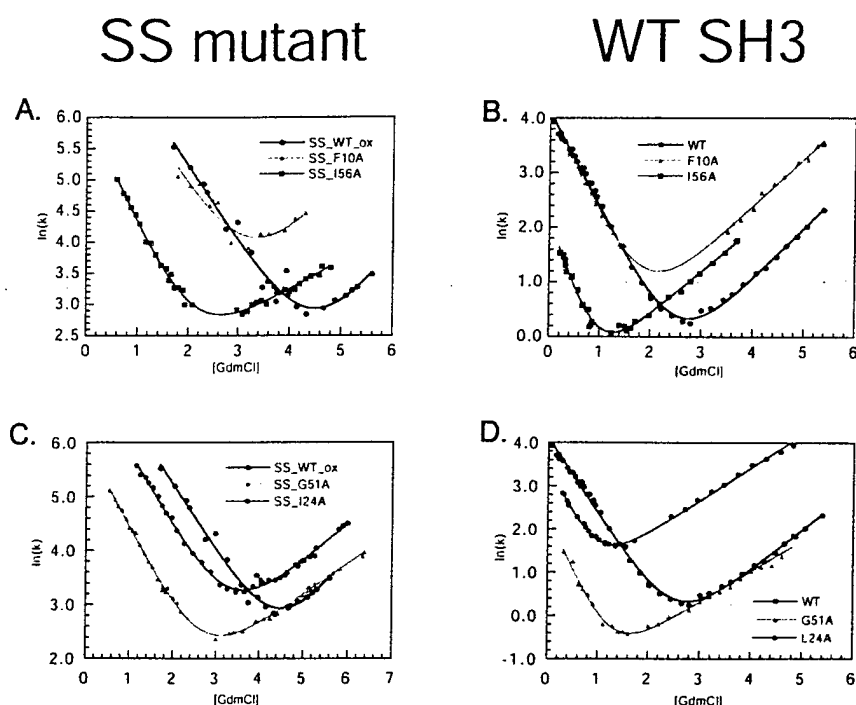 SS mutant
WT SH3
A.
6.0
5.5
5.0
4.5
4.0
3.5
3.0
2.5
ln(k)
SS_WT_ox
SS_F10A
SS_I56A
0 1 2 3 4 5 6
[GdmCl]
B.
4.0
3.0
2.0
1.0
0.0
ln(k)
WT
F10A
I56A
0 1 2 3 4 5 6
[GdmCl]
C.
6.0
5.0
4.0
3.0
2.0
ln(k)
SS_WT_ox
SS_G51A
SS_I24A
0 1 2 3 4 5 6 7
[GdmCl]
D.
4.0
3.0
2.0
1.0
0.0
-1.0
ln(k)
WT
G51A
L24A
0 1 2 3 4 5 6
[GdmCl]